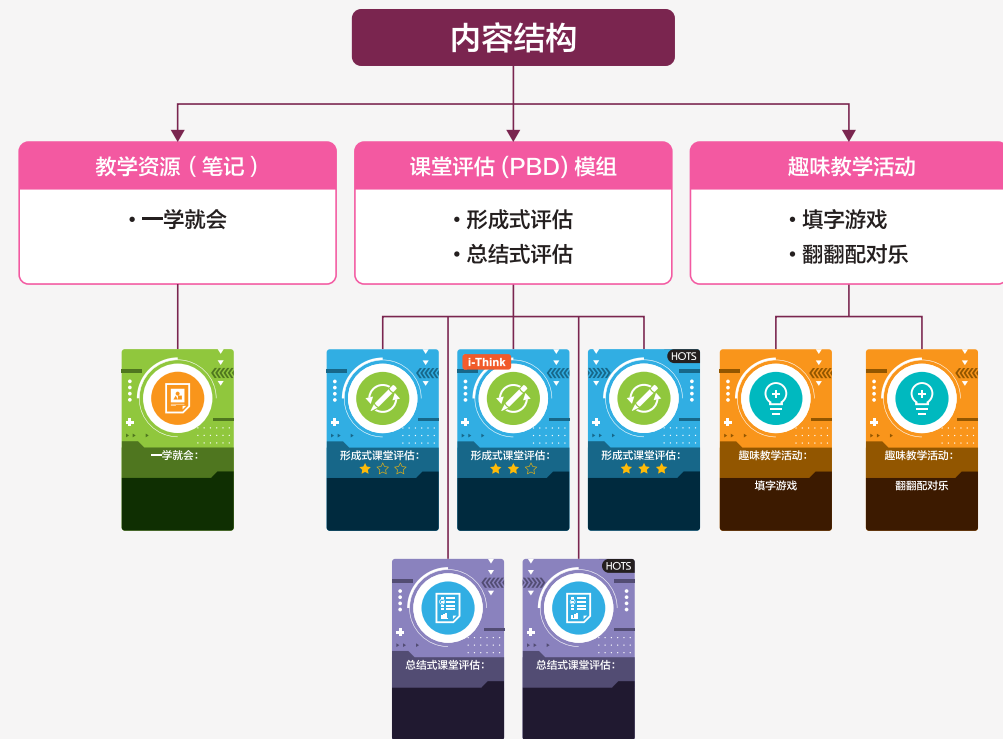 内容结构
教学资源（笔记）
• 一学就会
课堂评估 (PBD) 模组
• 形成式评估
• 总结式评估
趣味教学活动
• 填字游戏
• 翻翻配对乐
一学就会：
形成式课堂评估：
i-Think
形成式课堂评估：
HOTS
形成式课堂评估：
趣味教学活动：
填字游戏
趣味教学活动：
翻翻配对乐
总结式课堂评估：
HOTS
总结式课堂评估：